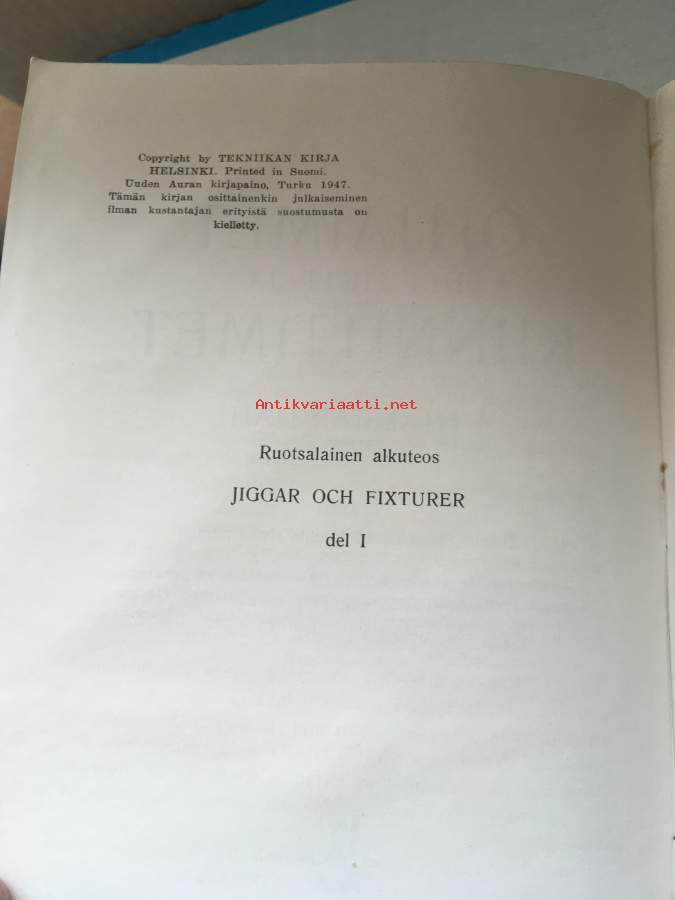 Copyright by TEKNIIKAN KIRJA
HELSINKI. Printed in Suomi.
Uuden Auran kirjapaino, Turku 1947.
Tämän kirjan osittainenkin julkaiseminen
ilman kustantajan erityistä suostumusta on
kielletty.
Antikvariaatti.net
Ruotsalainen alkuteos
JIGGAR OCH FIXTURER
del I